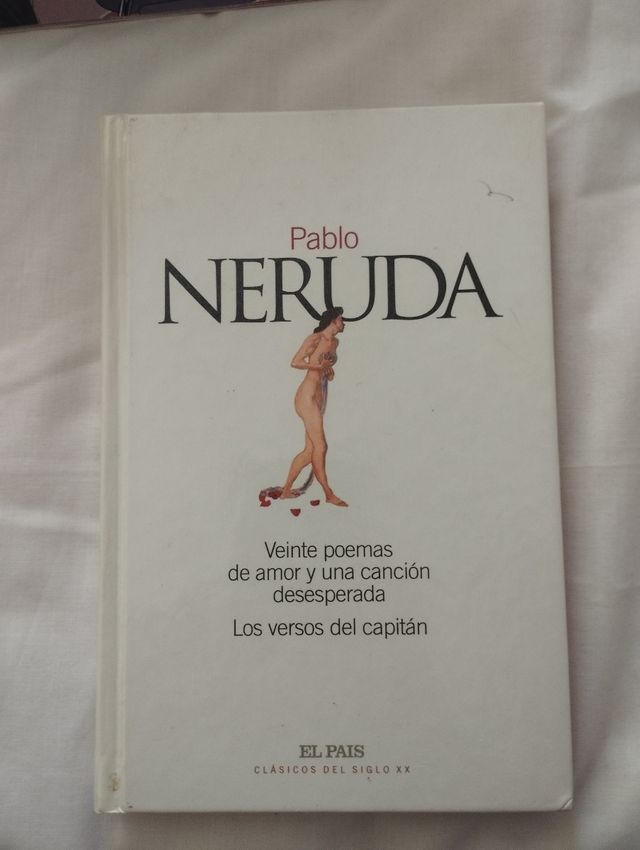 Pablo
NERUDA
Veinte poemas
de amor y una canción
desesperada
Los versos del capitán
EL PAIS
CLÁSICOS DEL SIGLO XX